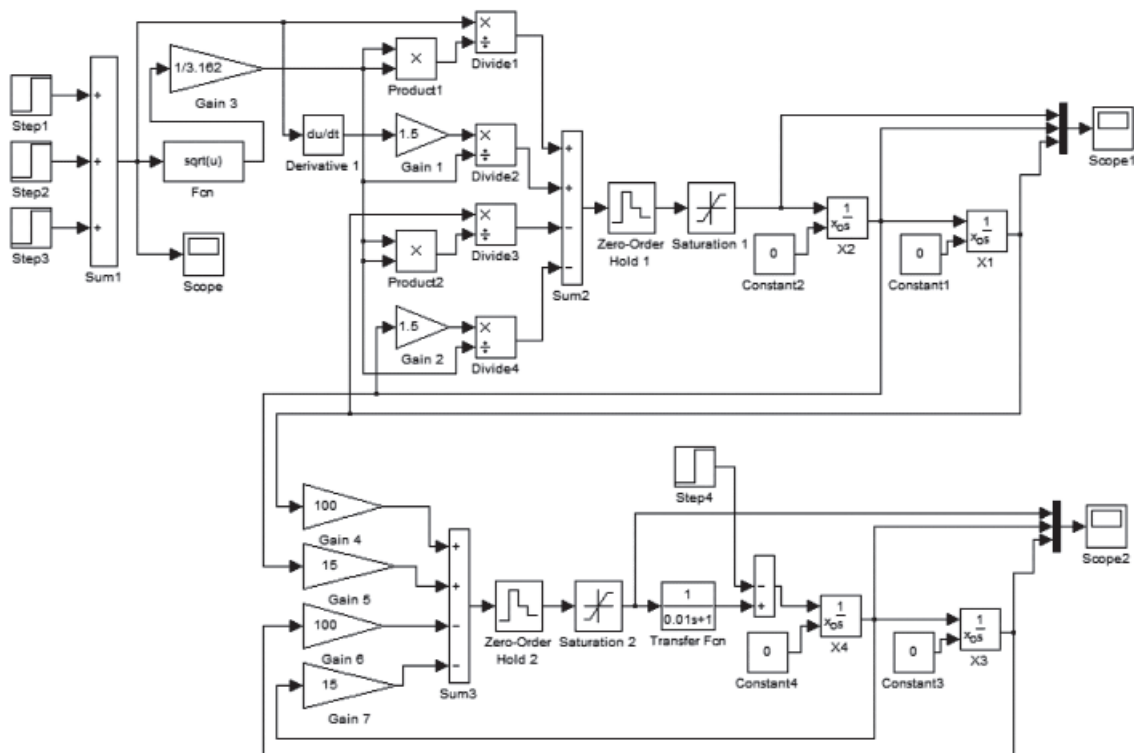 Step1
Step2
Step3
+
+
+
Sum1
1/3.162
Gain 3
sqrt(u)
Fcn
Scope
×
Product1
×
÷
Divide1
du/dt
Derivative 1
1.5
Gain 1
×
÷
Divide2
×
÷
Divide3
×
Product2
1.5
Gain 2
×
÷
Divide4
+
+
−
−
Sum2
Zero-Order
Hold 1
Saturation 1
0
Constant2
1
xo s
X2
0
Constant1
1
xo s
X1
Scope1
100
Gain 4
15
Gain 5
100
Gain 6
15
Gain 7
+
+
−
−
Sum3
Zero-Order
Hold 2
Saturation 2
1
0.01s+1
Transfer Fcn
Step4
−
+
0
Constant4
1
xo s
X4
0
Constant3
1
xo s
X3
Scope2